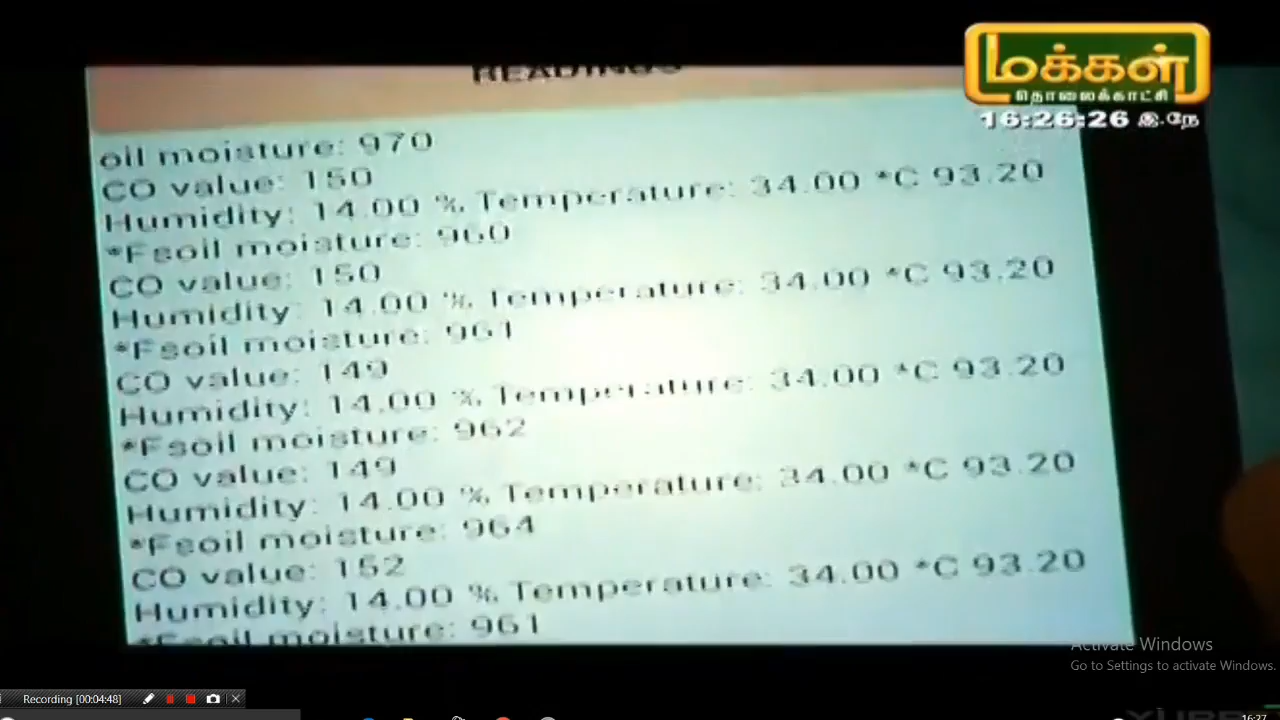 மக்கள்
தொலைக்காட்சி
16:26:26 இ.நே
READINGS
oil moisture: 970
CO value: 150
Humidity: 14.00 %, Temperature: 34.00 *C 93.20
*Fsoil moisture: 960
CO value: 150
Humidity: 14.00 %, Temperature: 34.00 *C 93.20
*Fsoil moisture: 961
CO value: 149
Humidity: 14.00 %, Temperature: 34.00 *C 93.20
*Fsoil moisture: 962
CO value: 149
Humidity: 14.00 %, Temperature: 34.00 *C 93.20
*Fsoil moisture: 964
CO value: 152
Humidity: 14.00 %, Temperature: 34.00 *C 93.20
*Fsoil moisture: 961
Activate Windows
Go to Settings to activate Windows.
Recording [00:04:48]
16:27